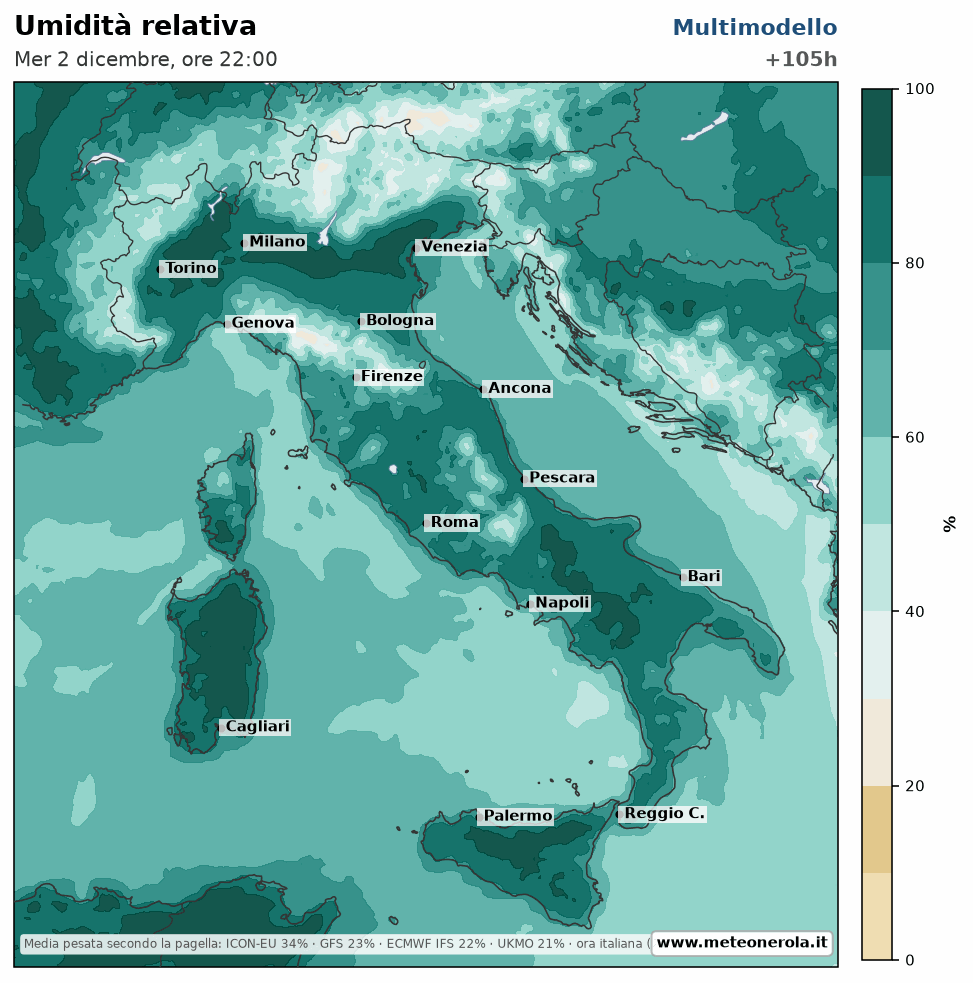 Umidità relativa
Multimodello
Mer 2 dicembre, ore 22:00
+105h
100
80
60
40
20
0
%
Milano
Venezia
Torino
Genova
Bologna
Firenze
Ancona
Pescara
Roma
Bari
Napoli
Cagliari
Palermo
Reggio C.
Media pesata secondo la pagella: ICON-EU 34% · GFS 23% · ECMWF IFS 22% · UKMO 21% · ora italiana (
www.meteonerola.it